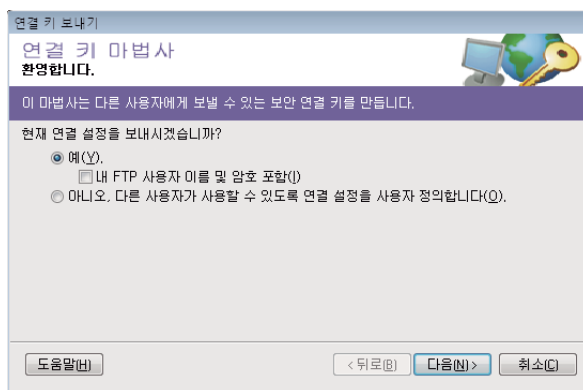 연결 키 보내기
연결 키 마법사
환영합니다.
이 마법사는 다른 사용자에게 보낼 수 있는 보안 연결 키를 만듭니다.
현재 연결 설정을 보내시겠습니까?
예(Y).
내 FTP 사용자 이름 및 암호 포함(I)
아니오, 다른 사용자가 사용할 수 있도록 연결 설정을 사용자 정의합니다(O).
도움말(H) <뒤로(B) 다음(N)> 취소(C)